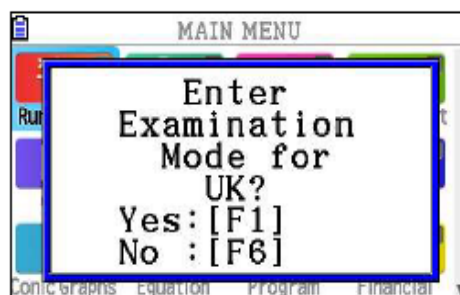 MAIN MENU
Enter
Examination
Mode for
UK?
Yes:[F1]
No :[F6]
Conic Graphs Equation Program Financial